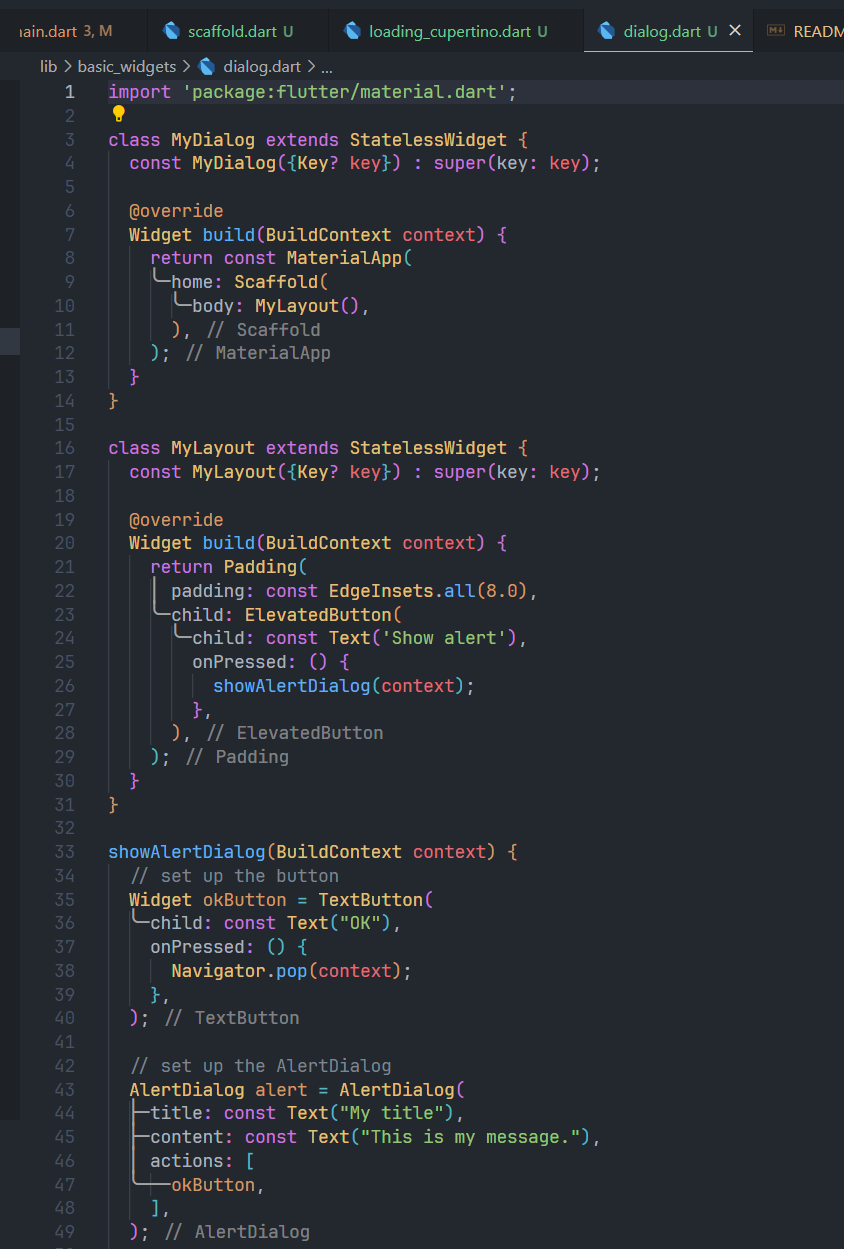 ain.dart 3, M scaffold.dart U loading_cupertino.dart U dialog.dart U × READM
lib > basic_widgets > dialog.dart > ...
1 import 'package:flutter/material.dart';
2
3 class MyDialog extends StatelessWidget {
4   const MyDialog({Key? key}) : super(key: key);
5
6   @override
7   Widget build(BuildContext context) {
8     return const MaterialApp(
9       home: Scaffold(
10         body: MyLayout(),
11       ), // Scaffold
12     ); // MaterialApp
13   }
14 }
15
16 class MyLayout extends StatelessWidget {
17   const MyLayout({Key? key}) : super(key: key);
18
19   @override
20   Widget build(BuildContext context) {
21     return Padding(
22       padding: const EdgeInsets.all(8.0),
23       child: ElevatedButton(
24         child: const Text('Show alert'),
25         onPressed: () {
26           showAlertDialog(context);
27         },
28       ), // ElevatedButton
29     ); // Padding
30   }
31 }
32
33 showAlertDialog(BuildContext context) {
34   // set up the button
35   Widget okButton = TextButton(
36     child: const Text("OK"),
37     onPressed: () {
38       Navigator.pop(context);
39     },
40   ); // TextButton
41
42   // set up the AlertDialog
43   AlertDialog alert = AlertDialog(
44     title: const Text("My title"),
45     content: const Text("This is my message."),
46     actions: [
47       okButton,
48     ],
49   ); // AlertDialog